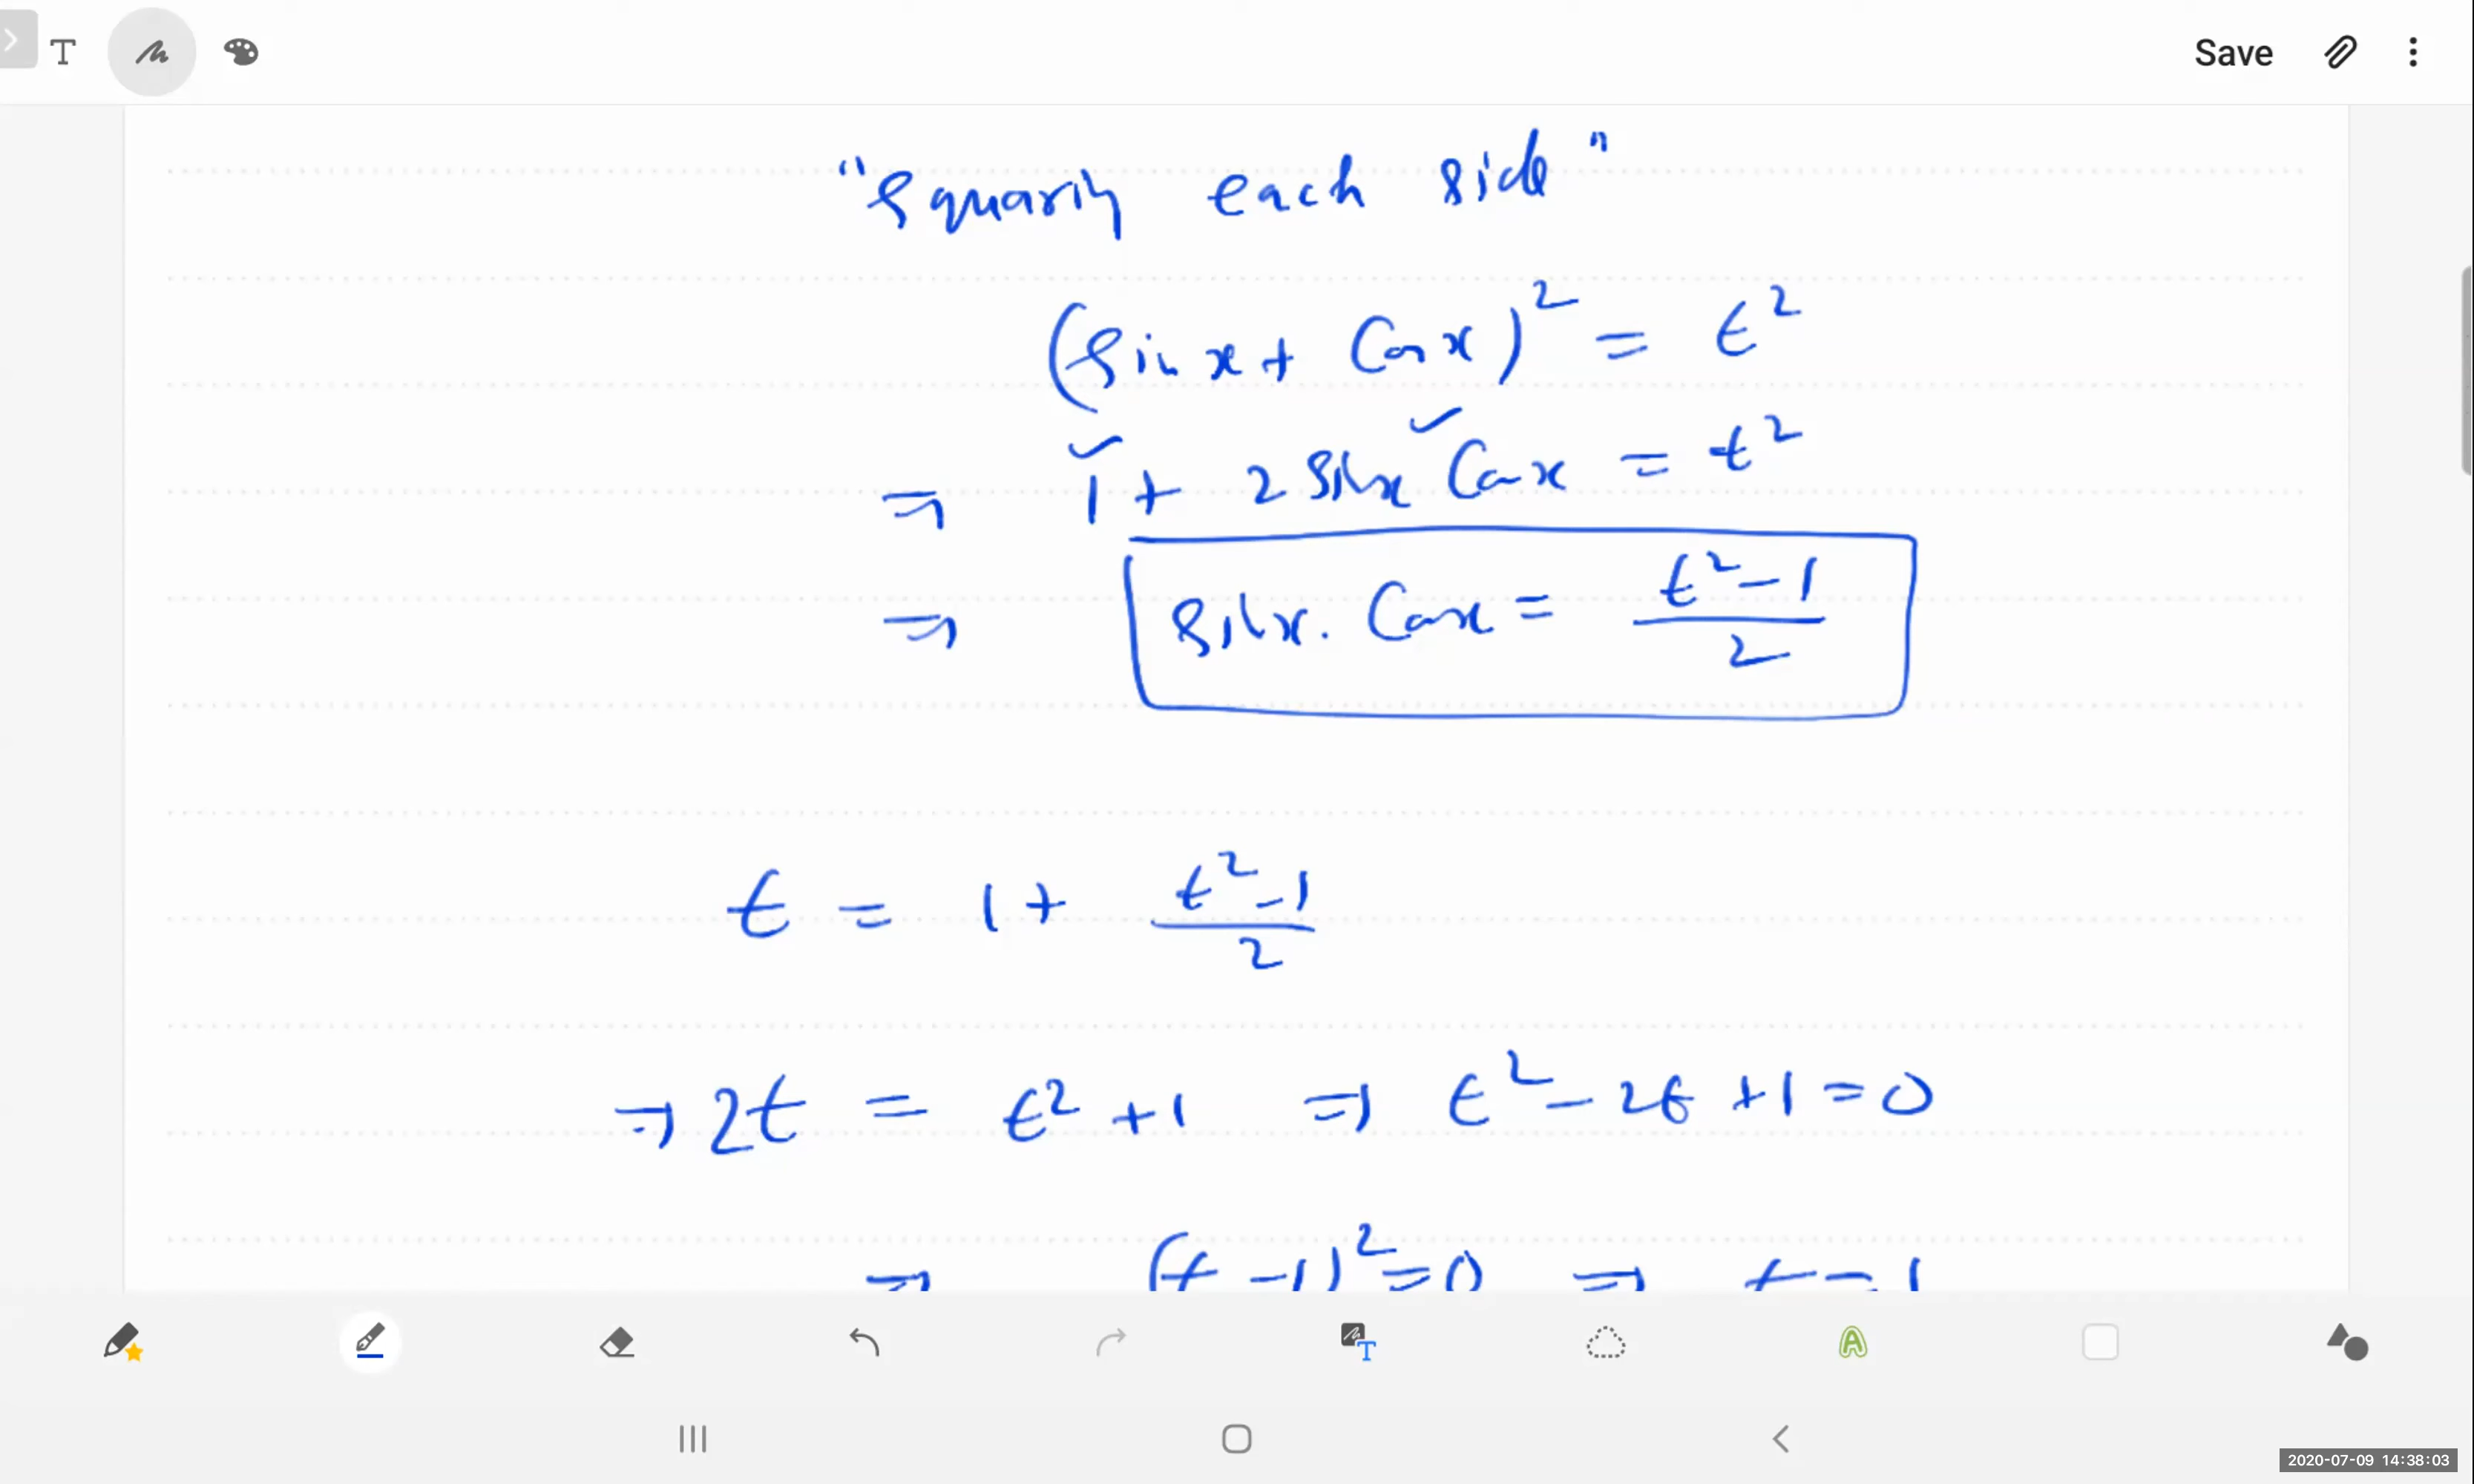 T Save
"Squaring each side"
(Sin x + Cos x)² = t²
⇒ 1 + 2 Sin x Cos x = t²
⇒ Sin x . Cos x = (t² - 1)/2
t = 1 + (t² - 1)/2
⇒ 2t = t² + 1 ⇒ t² - 2t + 1 = 0
⇒ (t - 1)² = 0 ⇒ t = 1
T A
2020-07-09 14:38:03